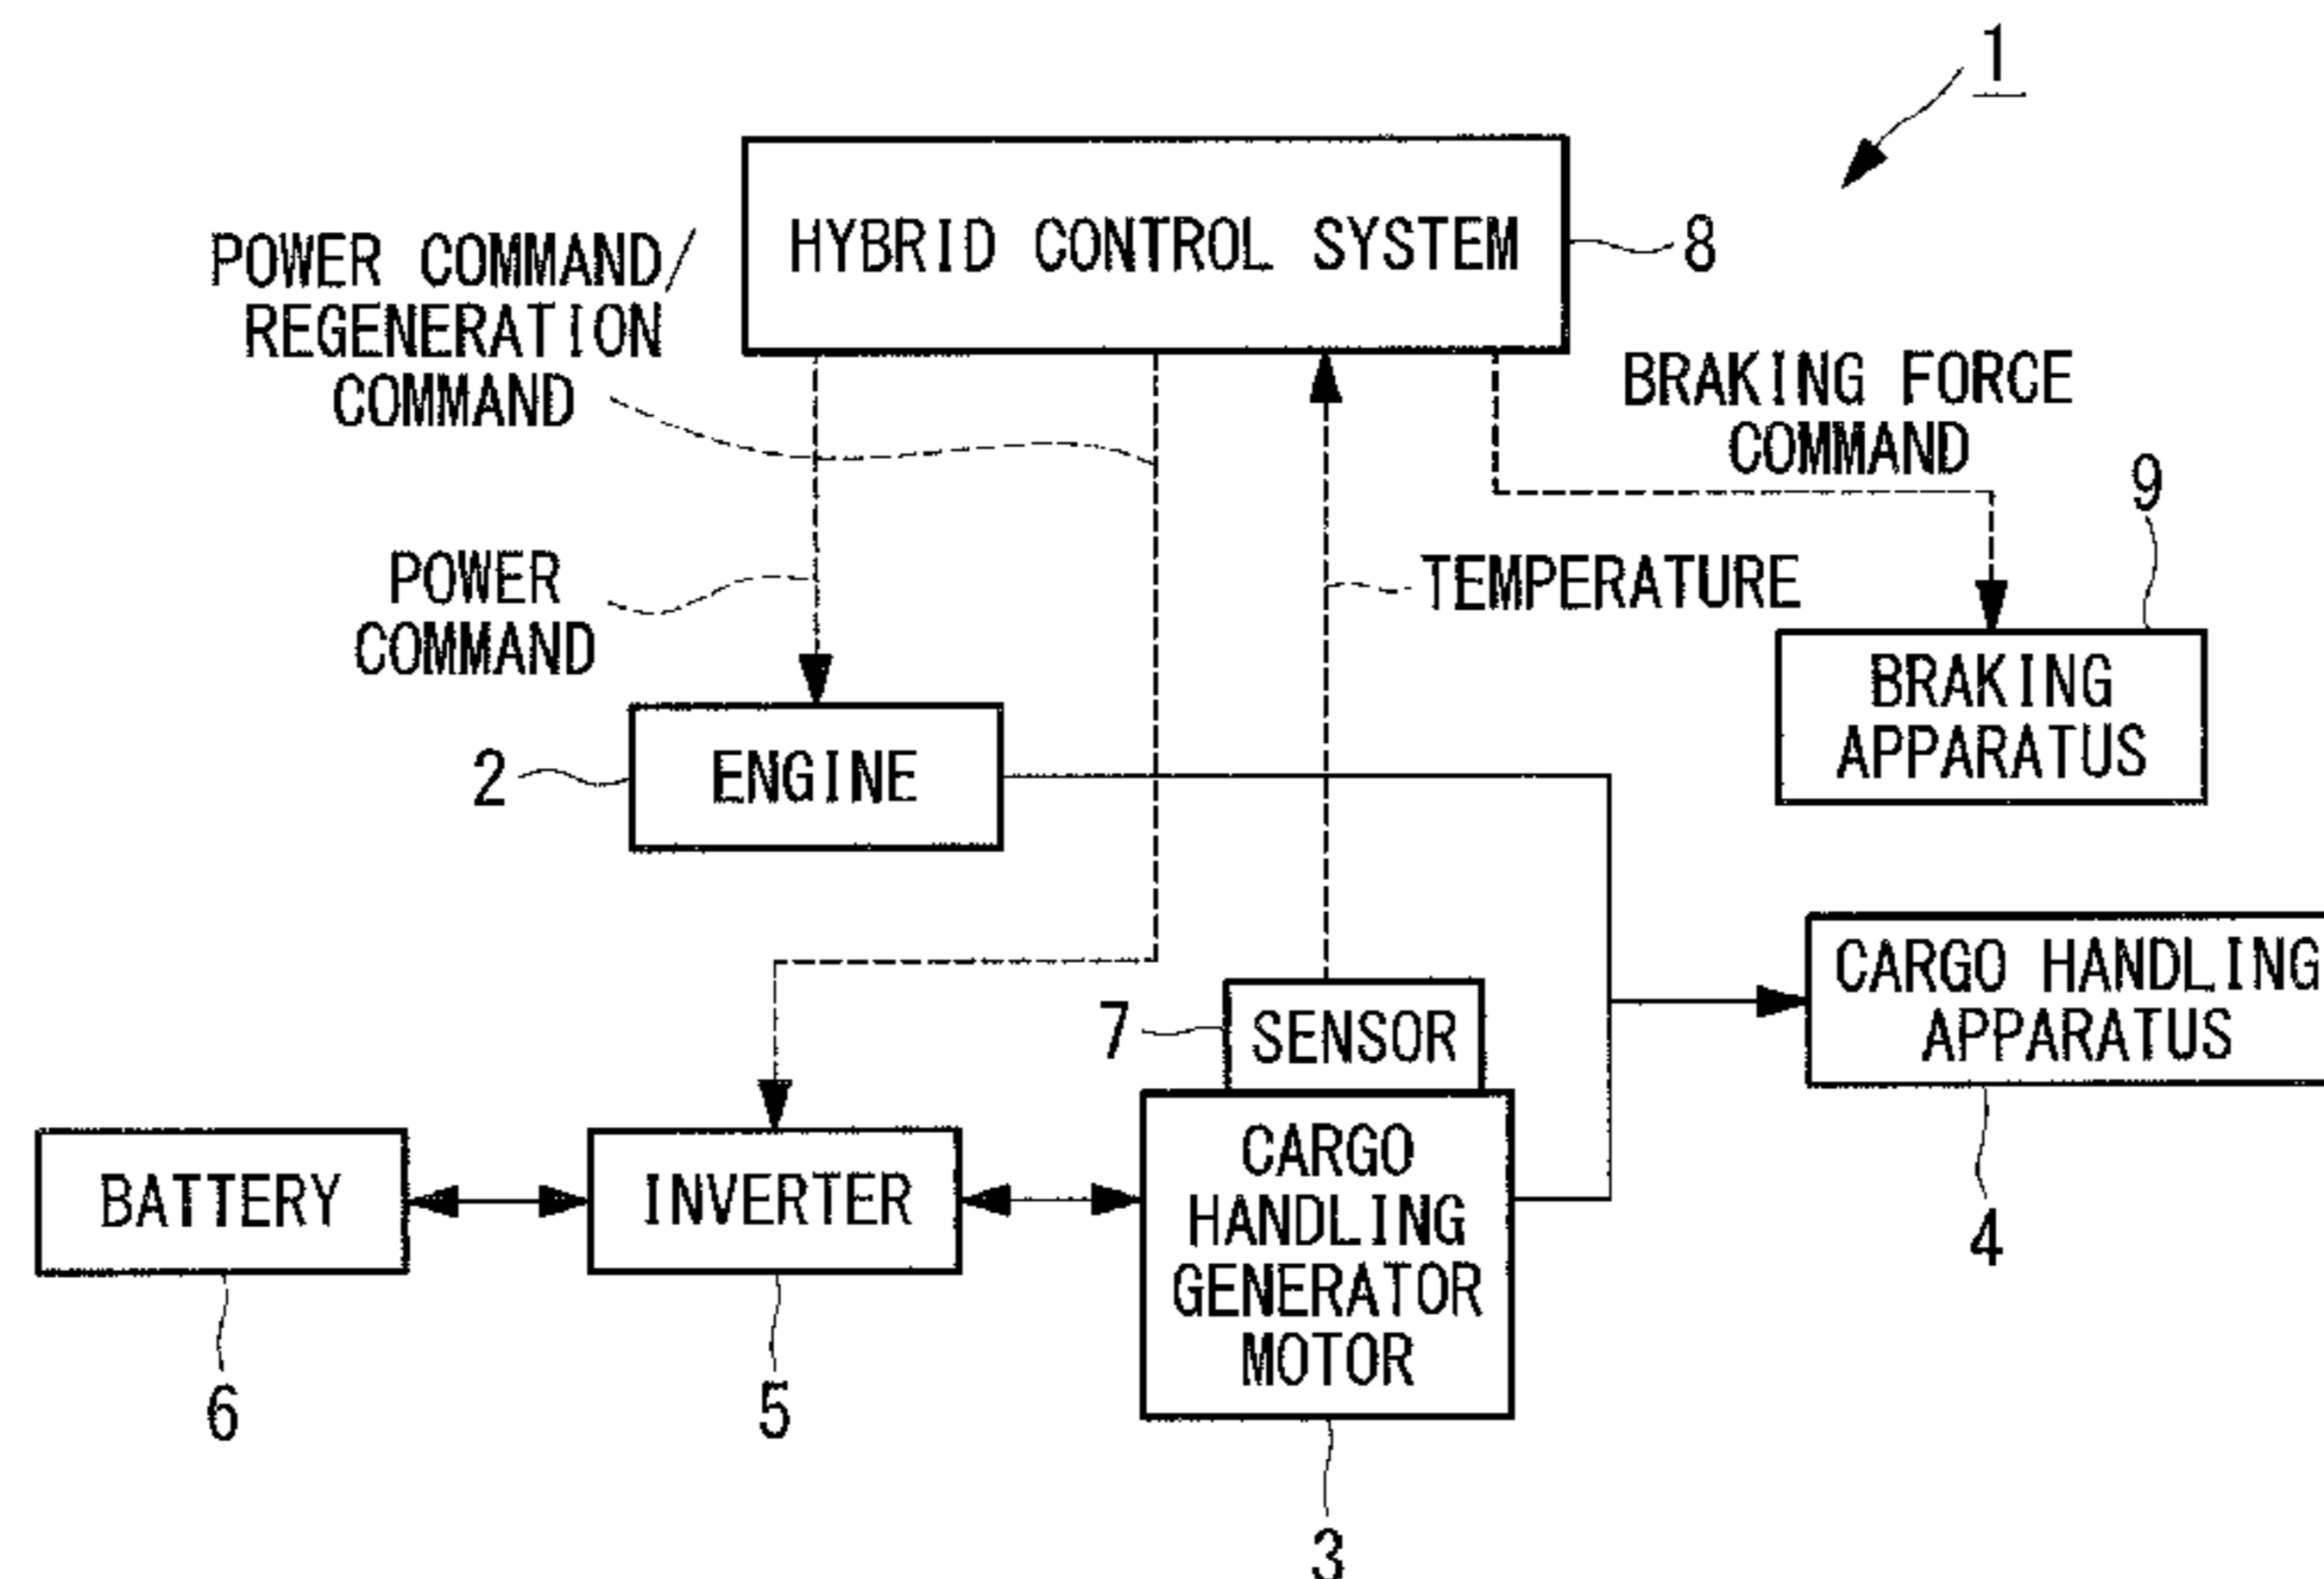 1
HYBRID CONTROL SYSTEM
8
POWER COMMAND/
REGENERATION
COMMAND
BRAKING FORCE
COMMAND
9
POWER
COMMAND
TEMPERATURE
BRAKING
APPARATUS
2
ENGINE
CARGO HANDLING
APPARATUS
7
SENSOR
4
BATTERY
INVERTER
CARGO
HANDLING
GENERATOR
MOTOR
6
5
3